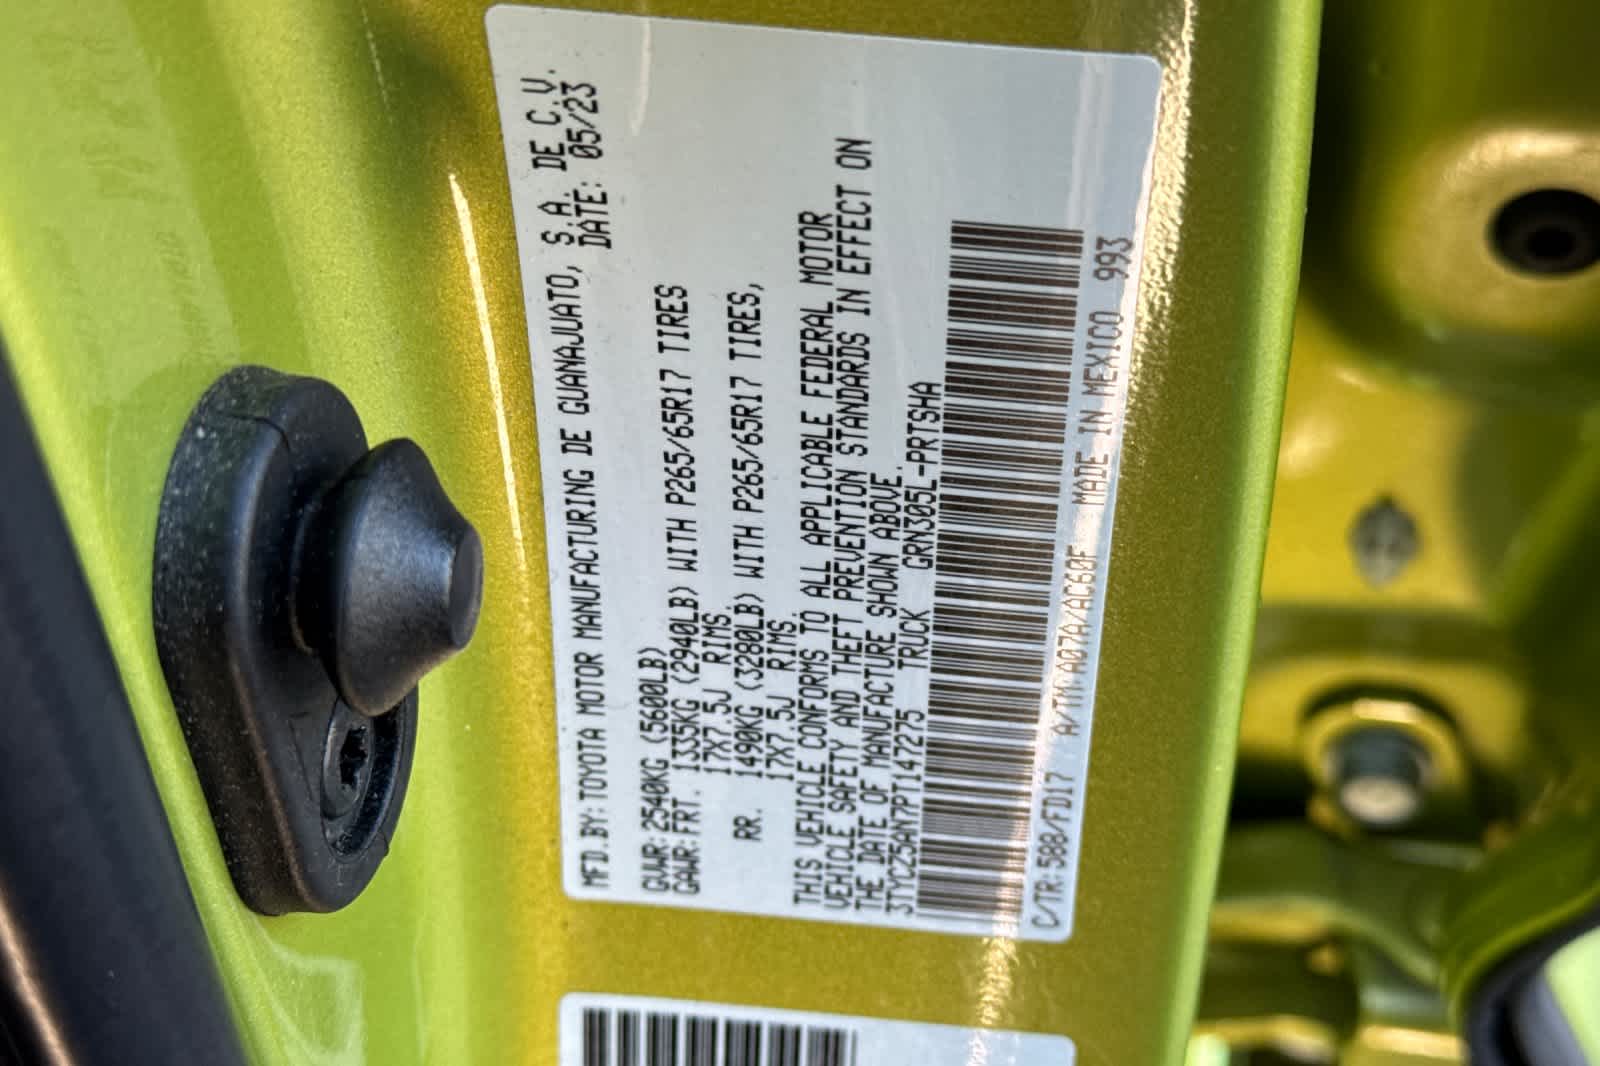 MFD.BY:TOYOTA MOTOR MANUFACTURING DE GUANAJUATO, S.A. DE C.V.
DATE: 05/23
GVWR:2540KG (5600LB)
GAWR:FRT. 1335KG (2940LB) WITH P265/65R17 TIRES
17X7.5J RIMS.
RR. 1490KG (3280LB) WITH P265/65R17 TIRES,
17X7.5J RIMS.
THIS VEHICLE CONFORMS TO ALL APPLICABLE FEDERAL MOTOR
VEHICLE SAFETY AND THEFT PREVENTION STANDARDS IN EFFECT ON
THE DATE OF MANUFACTURE SHOWN ABOVE.
3TYCZ5AN7PT147275 TRUCK GRN305L-PRTSHA
C/TR:588/FD17 A/TM:A07A/AC60F MADE IN MEXICO 993